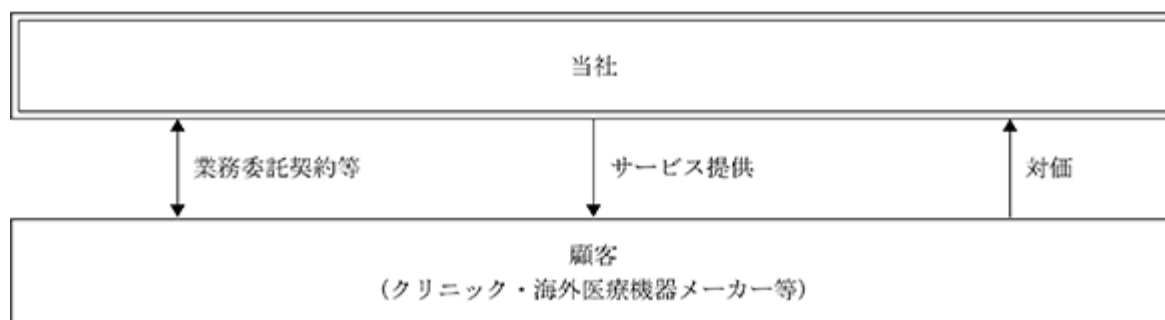 当社
業務委託契約等
サービス提供
対価
顧客
(クリニック・海外医療機器メーカー等)